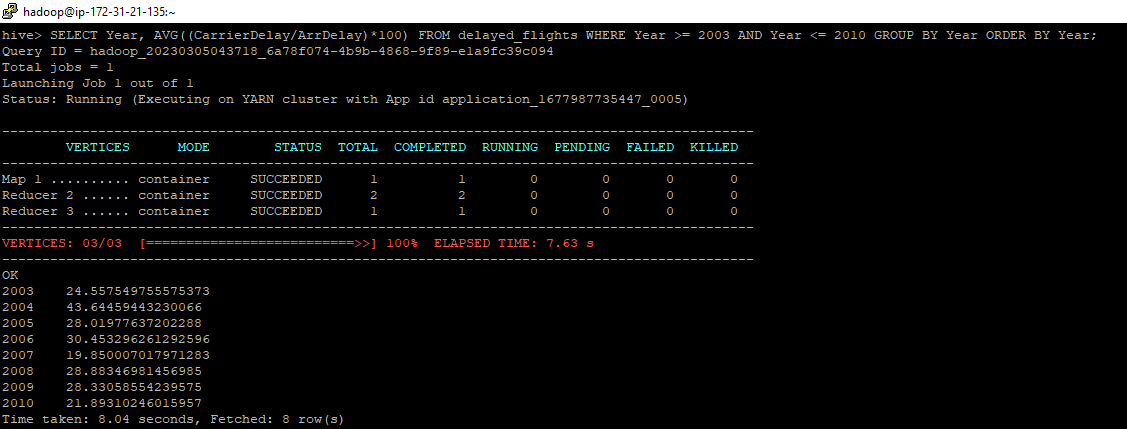 hadoop@ip-172-31-21-135:~
hive> SELECT Year, AVG((CarrierDelay/ArrDelay)*100) FROM delayed_flights WHERE Year >= 2003 AND Year <= 2010 GROUP BY Year ORDER BY Year;
Query ID = hadoop_20230305043718_6a78f074-4b9b-4868-9f89-e1a9fc39c094
Total jobs = 1
Launching Job 1 out of 1
Status: Running (Executing on YARN cluster with App id application_1677987735447_0005)
----------------------------------------------------------------------------------------------
VERTICES MODE STATUS TOTAL COMPLETED RUNNING PENDING FAILED KILLED
----------------------------------------------------------------------------------------------
Map 1 .......... container SUCCEEDED 1 1 0 0 0 0
Reducer 2 ...... container SUCCEEDED 2 2 0 0 0 0
Reducer 3 ...... container SUCCEEDED 1 1 0 0 0 0
----------------------------------------------------------------------------------------------
VERTICES: 03/03 [==========================>>] 100% ELAPSED TIME: 7.63 s
----------------------------------------------------------------------------------------------
OK
2003 24.557549755575373
2004 43.64459443230066
2005 28.01977637202288
2006 30.453296261292596
2007 19.850007017971283
2008 28.88346981456985
2009 28.33058554239575
2010 21.89310246015957
Time taken: 8.04 seconds, Fetched: 8 row(s)